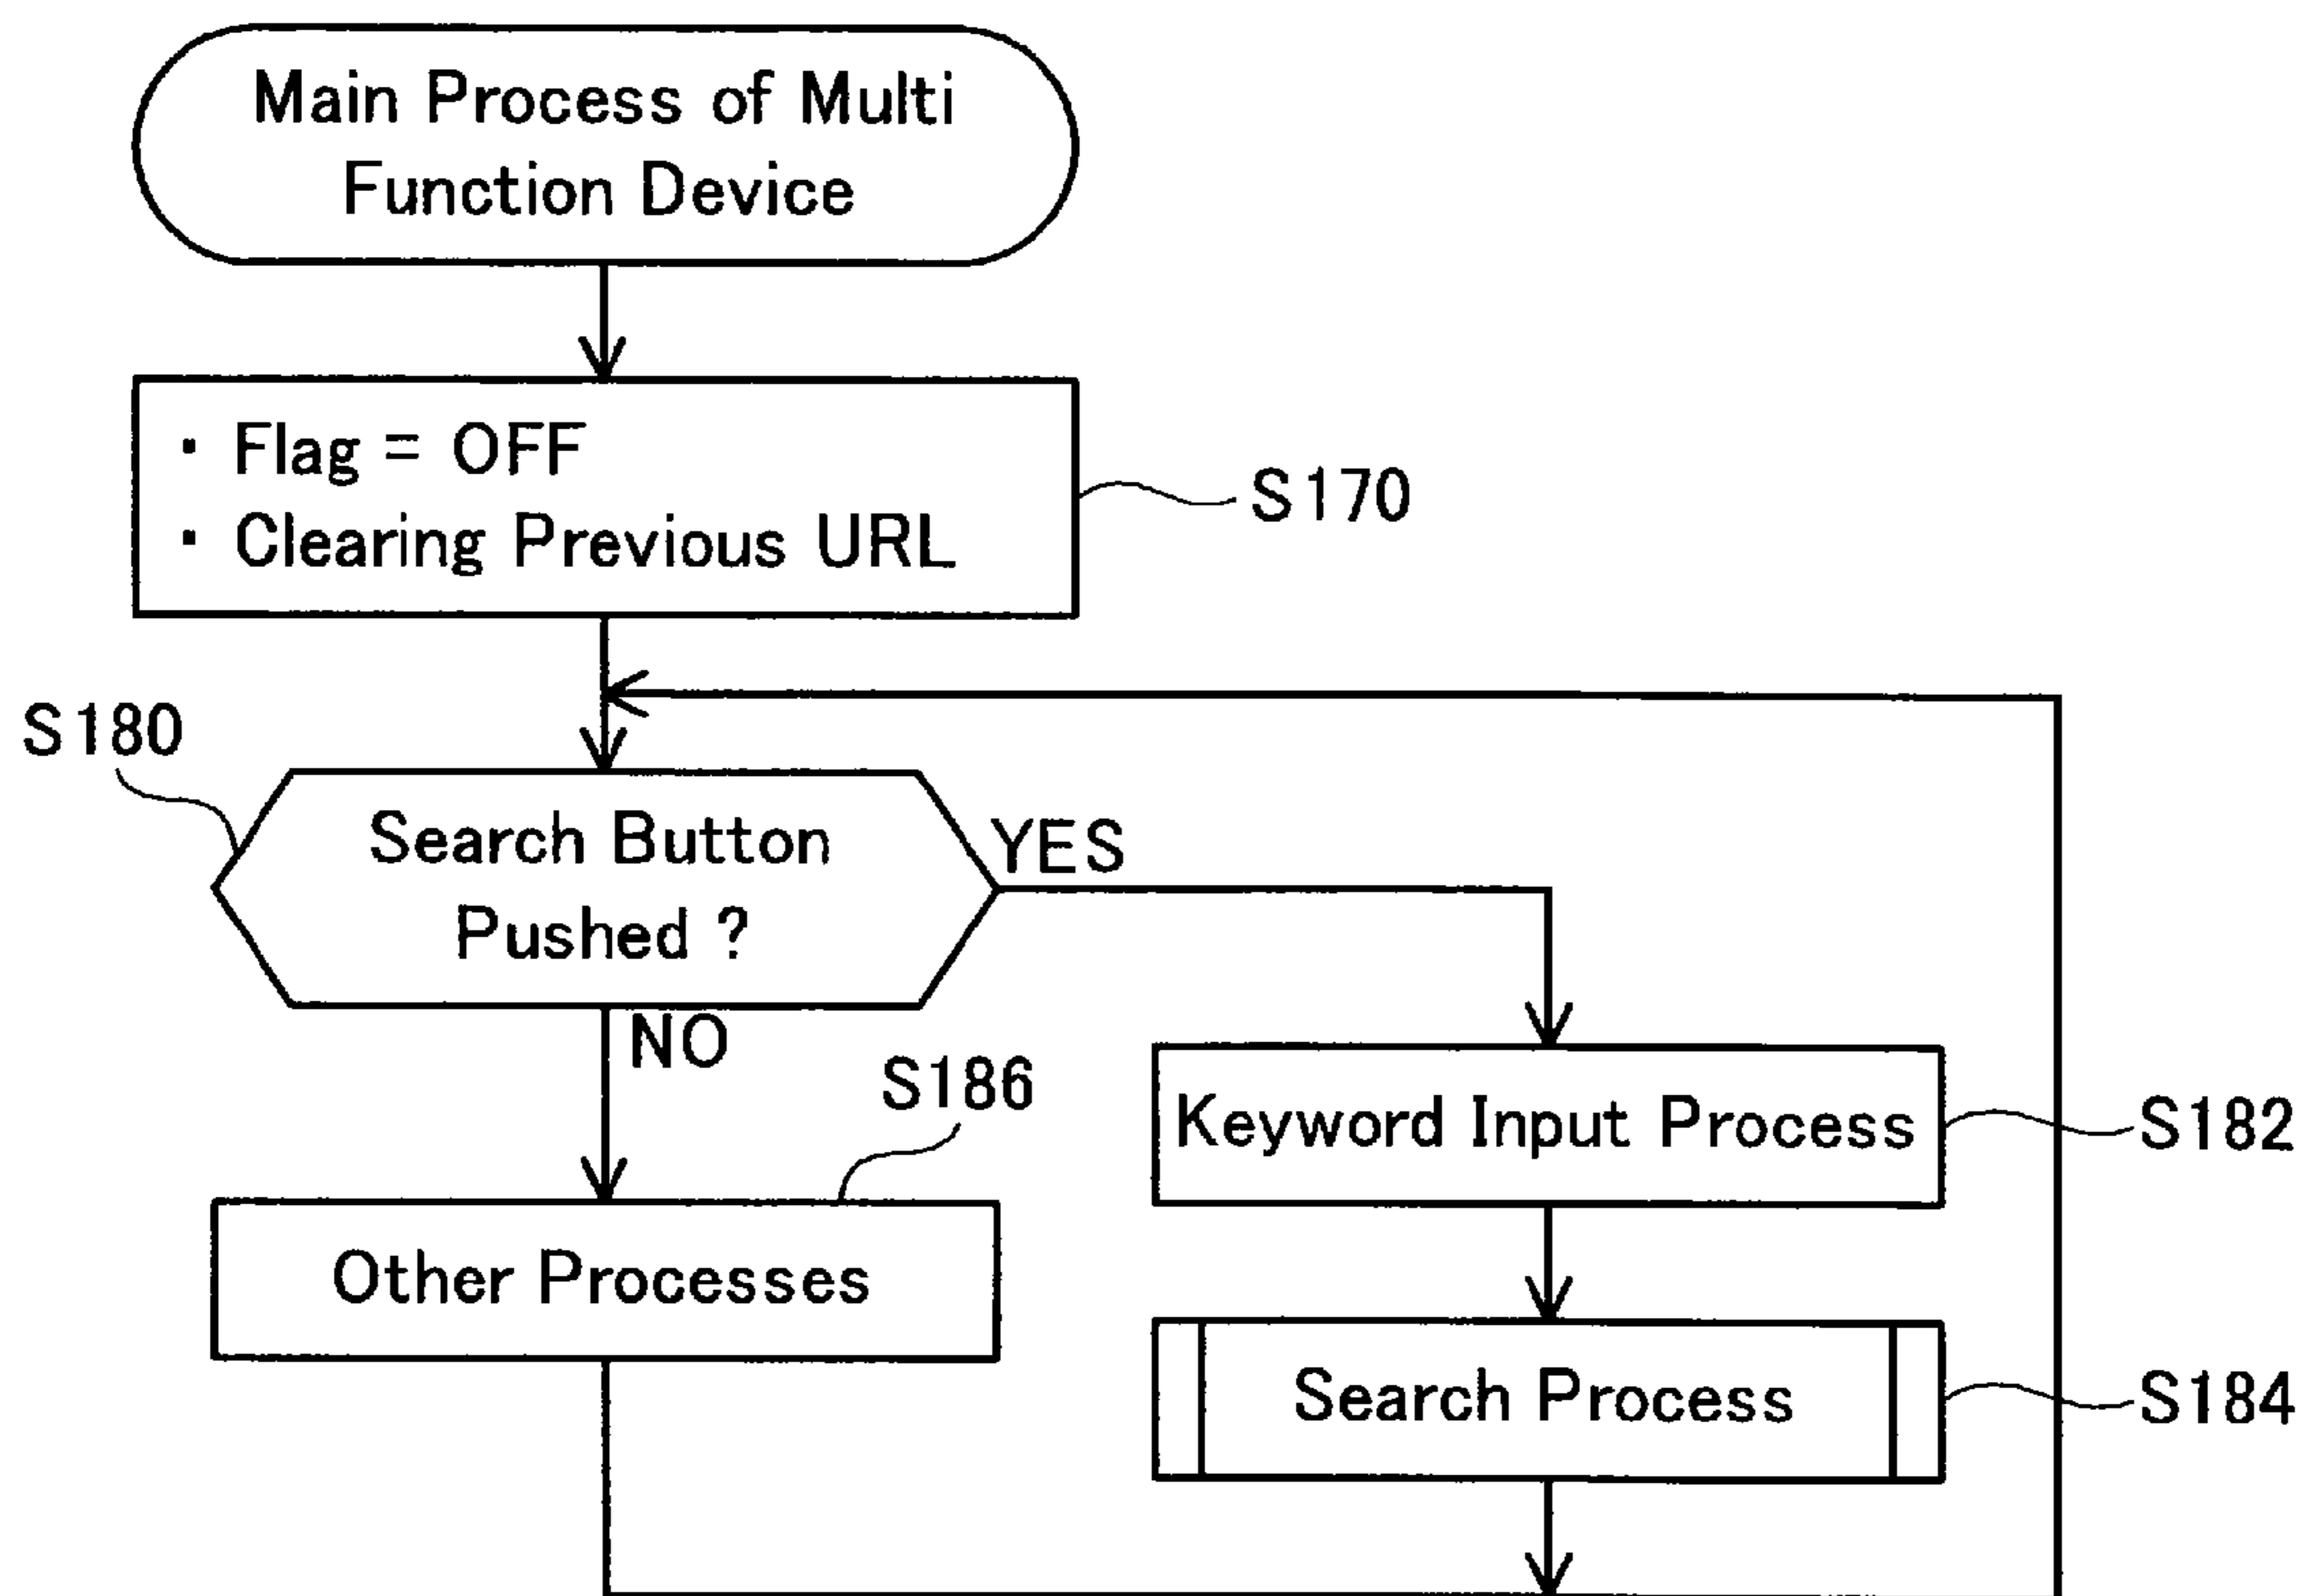 Main Process of Multi
Function Device
・ Flag = OFF
・ Clearing Previous URL
S170
S180
Search Button
Pushed ?
YES
NO
S186
Keyword Input Process
S182
Other Processes
Search Process
S184